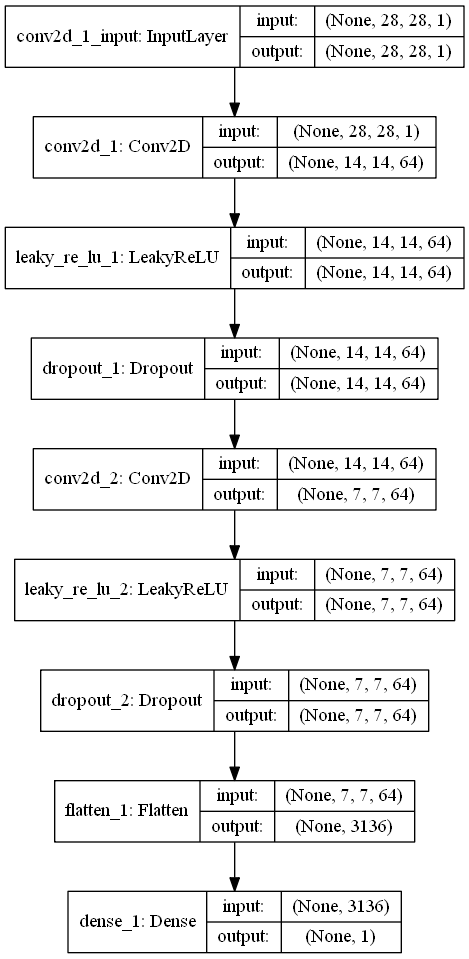 conv2d_1_input: InputLayer
input: (None, 28, 28, 1)
output: (None, 28, 28, 1)
conv2d_1: Conv2D
input: (None, 28, 28, 1)
output: (None, 14, 14, 64)
leaky_re_lu_1: LeakyReLU
input: (None, 14, 14, 64)
output: (None, 14, 14, 64)
dropout_1: Dropout
input: (None, 14, 14, 64)
output: (None, 14, 14, 64)
conv2d_2: Conv2D
input: (None, 14, 14, 64)
output: (None, 7, 7, 64)
leaky_re_lu_2: LeakyReLU
input: (None, 7, 7, 64)
output: (None, 7, 7, 64)
dropout_2: Dropout
input: (None, 7, 7, 64)
output: (None, 7, 7, 64)
flatten_1: Flatten
input: (None, 7, 7, 64)
output: (None, 3136)
dense_1: Dense
input: (None, 3136)
output: (None, 1)